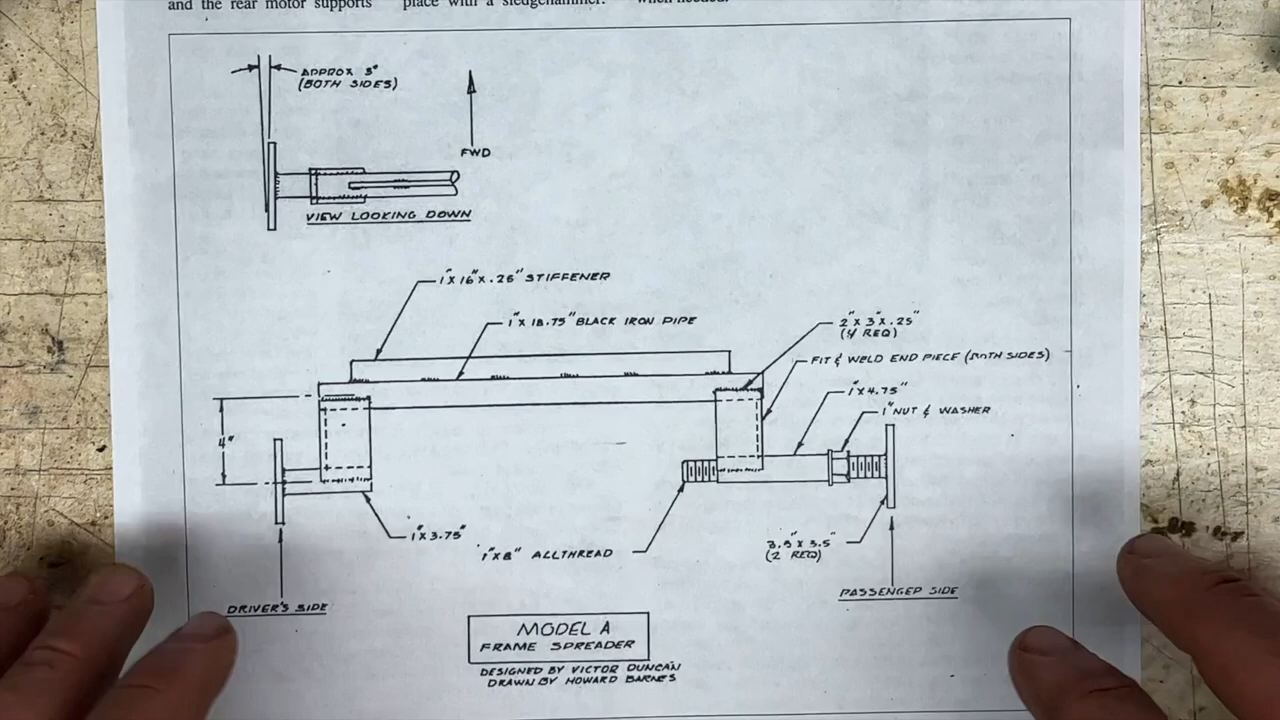 and the rear motor supports place with a sledgehammer. when needed.
APPROX 3°
(BOTH SIDES)
FWD
VIEW LOOKING DOWN
1" X 16" X .25" STIFFENER
1" X 18.75" BLACK IRON PIPE
2" X 3" X .25"
(4 REQ)
FIT & WELD END PIECE (BOTH SIDES)
1" X 4.75"
1" NUT & WASHER
4"
1" X 3.75"
1" X 8" ALLTHREAD
3.5" X 3.5"
(2 REQ)
DRIVER'S SIDE
PASSENGER SIDE
MODEL A
FRAME SPREADER
DESIGNED BY VICTOR DUNCAN
DRAWN BY HOWARD BARNES